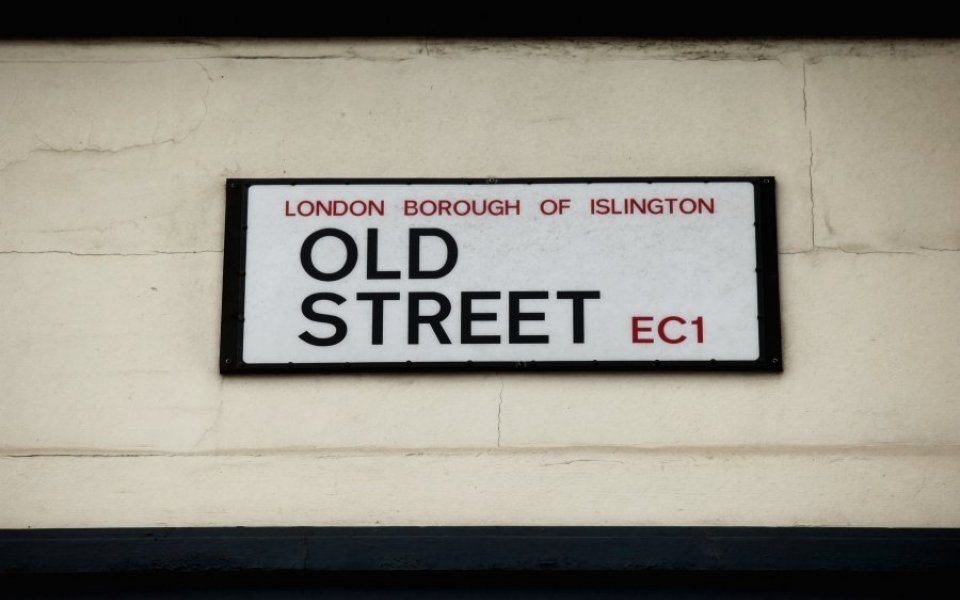 LONDON BOROUGH OF ISLINGTON
OLD
STREET EC1